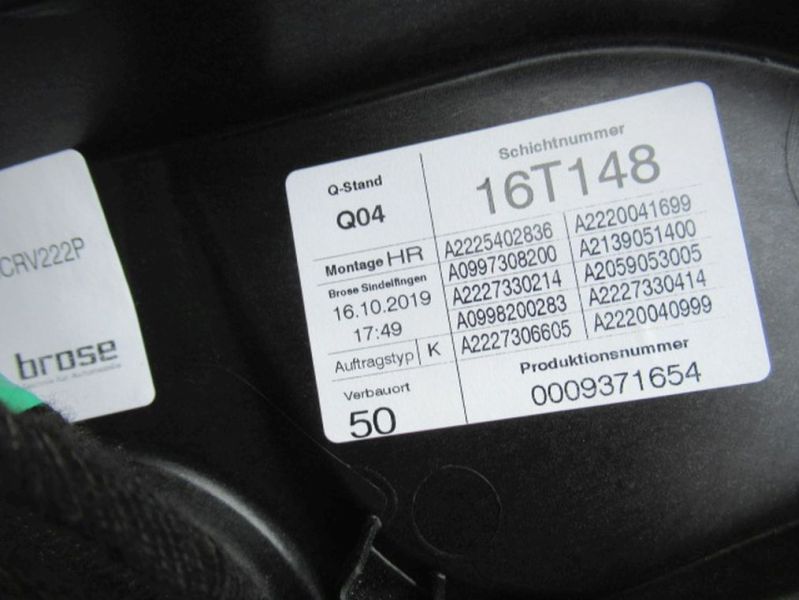 CRV222P
brose
Q-Stand
Q04
Schichtnummer
16T148
Montage HR
Brose Sindelfingen
16.10.2019
17:49
A2225402836 A2220041699
A0997308200 A2139051400
A2227330214 A2059053005
A0998200283 A2227330414
A2227306605 A2220040999
Auftragstyp K
Verbauort
50
Produktionsnummer
0009371654